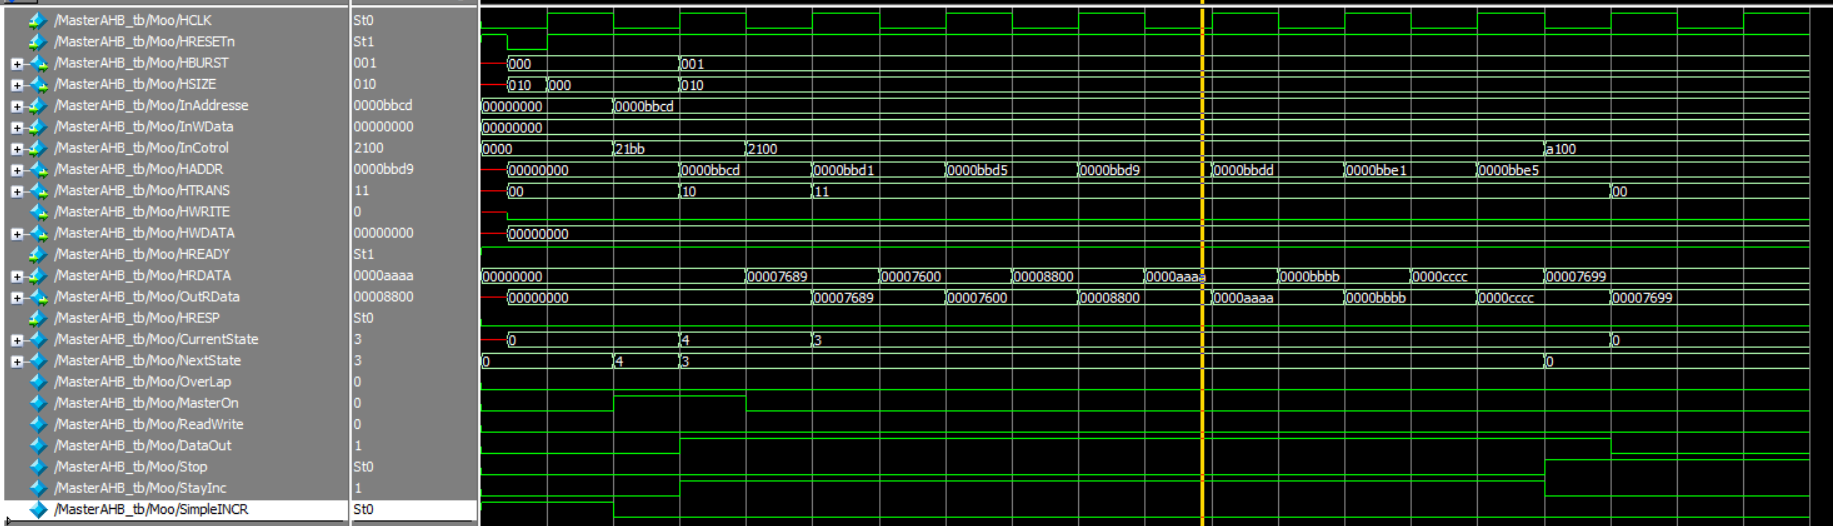 /MasterAHB_tb/Moo/HCLK St0
/MasterAHB_tb/Moo/HRESETn St1
/MasterAHB_tb/Moo/HBURST 001 000 001
/MasterAHB_tb/Moo/HSIZE 010 010 000 010
/MasterAHB_tb/Moo/InAddresse 0000bbcd 00000000 0000bbcd
/MasterAHB_tb/Moo/InWData 00000000 00000000
/MasterAHB_tb/Moo/InCotrol 2100 0000 21bb 2100 a100
/MasterAHB_tb/Moo/HADDR 0000bbd9 00000000 0000bbcd 0000bbd1 0000bbd5 0000bbd9 0000bbdd 0000bbe1 0000bbe5
/MasterAHB_tb/Moo/HTRANS 11 00 10 11 00
/MasterAHB_tb/Moo/HWRITE 0
/MasterAHB_tb/Moo/HWDATA 00000000 00000000
/MasterAHB_tb/Moo/HREADY St1
/MasterAHB_tb/Moo/HRDATA 0000aaaa 00000000 00007689 00007600 00008800 0000aaaa 0000bbbb 0000cccc 00007699
/MasterAHB_tb/Moo/OutRData 00008800 00000000 00007689 00007600 00008800 0000aaaa 0000bbbb 0000cccc 00007699
/MasterAHB_tb/Moo/HRESP St0
/MasterAHB_tb/Moo/CurrentState 3 0 4 3 0
/MasterAHB_tb/Moo/NextState 3 0 4 3 0
/MasterAHB_tb/Moo/OverLap 0
/MasterAHB_tb/Moo/MasterOn 0
/MasterAHB_tb/Moo/ReadWrite 0
/MasterAHB_tb/Moo/DataOut 1
/MasterAHB_tb/Moo/Stop St0
/MasterAHB_tb/Moo/StayInc 1
/MasterAHB_tb/Moo/SimpleINCR St0